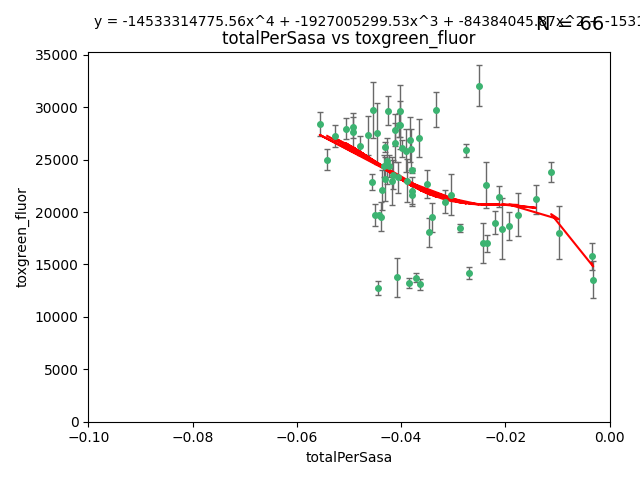 y = -14533314775.56x^4 + -1927005299.53x^3 + -84384045.87x^2 + -1531
N = 66
totalPerSasa vs toxgreen_fluor
35000
30000
25000
20000
15000
10000
5000
0
toxgreen_fluor
−0.10 −0.08 −0.06 −0.04 −0.02 0.00
totalPerSasa